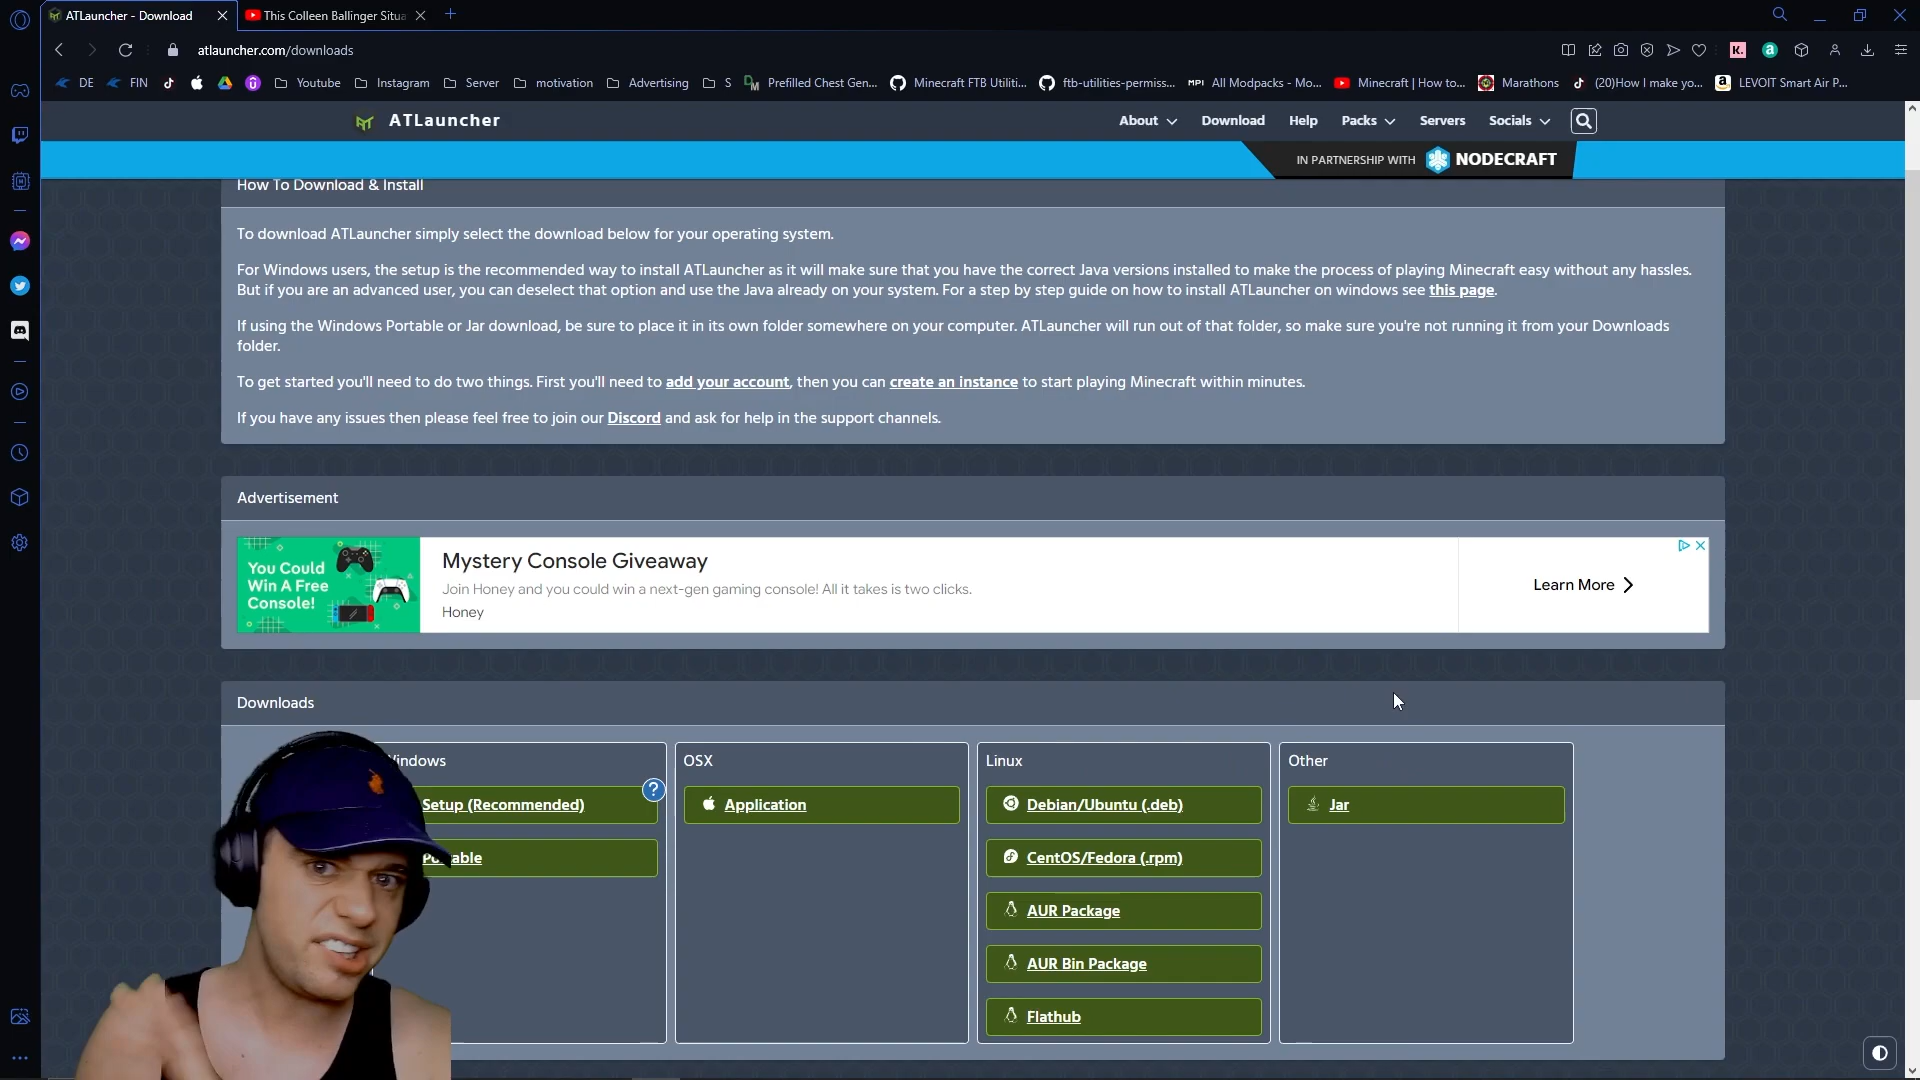 ATLauncher - Download
This Colleen Ballinger Situa
atlauncher.com/downloads
DE
FIN
Youtube
Instagram
Server
motivation
Advertising
S
Prefilled Chest Gen...
Minecraft FTB Utiliti...
ftb-utilities-permiss...
MPI
All Modpacks - Mo...
Minecraft | How to...
Marathons
(20)How I make yo...
LEVOIT Smart Air P...
ATLauncher
About
Download
Help
Packs
Servers
Socials
IN PARTNERSHIP WITH NODECRAFT
How To Download & Install
To download ATLauncher simply select the download below for your operating system.
For Windows users, the setup is the recommended way to install ATLauncher as it will make sure that you have the correct Java versions installed to make the process of playing Minecraft easy without any hassles.
But if you are an advanced user, you can deselect that option and use the Java already on your system. For a step by step guide on how to install ATLauncher on windows see this page.
If using the Windows Portable or Jar download, be sure to place it in its own folder somewhere on your computer. ATLauncher will run out of that folder, so make sure you're not running it from your Downloads
folder.
To get started you'll need to do two things. First you'll need to add your account, then you can create an instance to start playing Minecraft within minutes.
If you have any issues then please feel free to join our Discord and ask for help in the support channels.
Advertisement
You Could
Win A Free
Console!
Mystery Console Giveaway
Join Honey and you could win a next-gen gaming console! All it takes is two clicks.
Honey
Learn More
Downloads
Windows
Setup (Recommended)
?
OSX
Application
Linux
Debian/Ubuntu (.deb)
CentOS/Fedora (.rpm)
AUR Package
AUR Bin Package
Flathub
Other
Jar